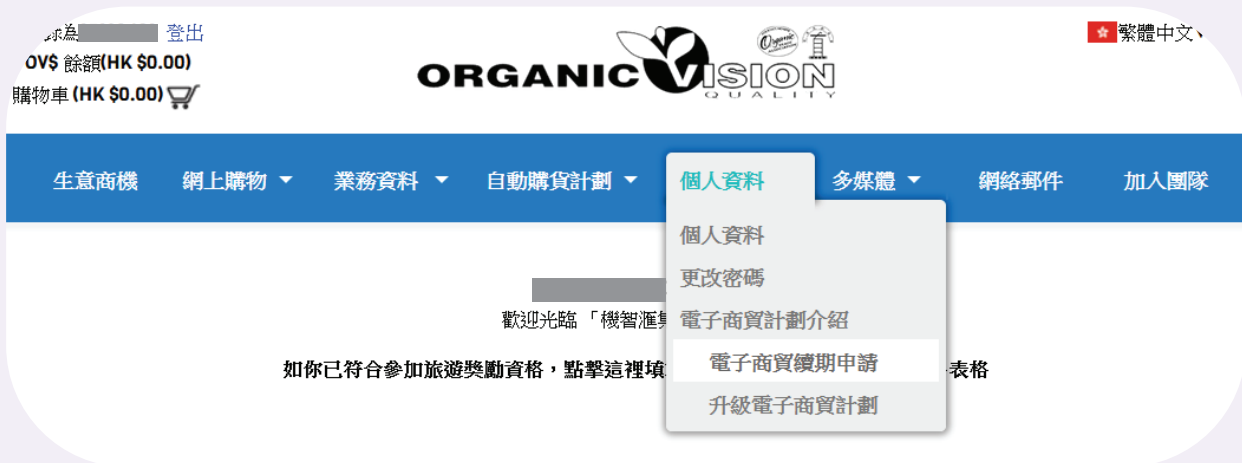 登出
繁體中文
OV$ 餘額(HK $0.00)
購物車 (HK $0.00)
Organic
ORGANIC VISION
QUALITY
生意商機 網上購物 業務資料 自動購貨計劃 個人資料 多媒體 網絡郵件 加入團隊
個人資料
更改密碼
歡迎光臨「機智滙
電子商貿計劃介紹
如你已符合參加旅遊獎勵資格，點擊這裡填
表格
電子商貿續期申請
升級電子商貿計劃